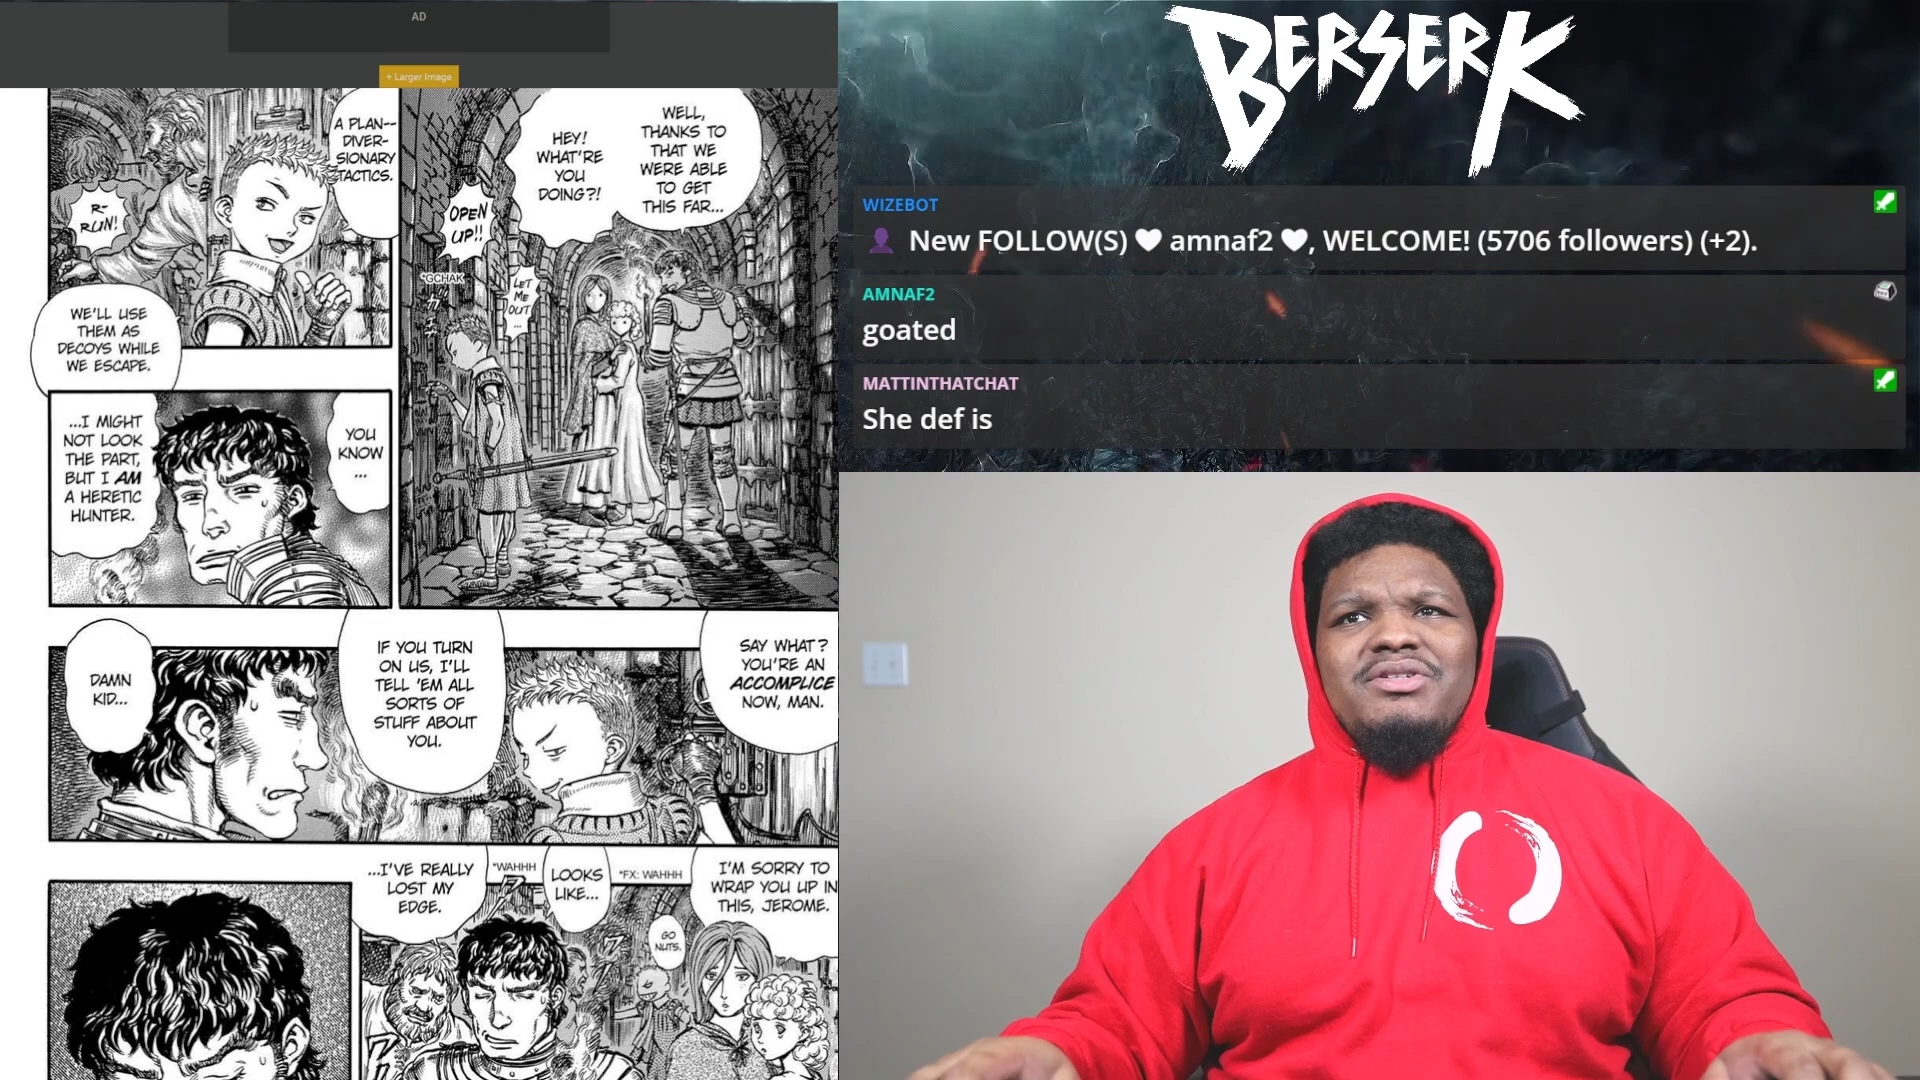 AD
+ Larger Image
WELL,
THANKS TO
THAT WE
WERE ABLE
TO GET
THIS FAR...
HEY!
WHAT'RE
YOU
DOING?!
OPEN
UP!!
*GCHAK
LET
ME
OUT
...
A PLAN--
DIVER-
SIONARY
TACTICS.
R-
RUN!
WE'LL USE
THEM AS
DECOYS WHILE
WE ESCAPE.
YOU
KNOW
...
...I MIGHT
NOT LOOK
THE PART,
BUT I AM
A HERETIC
HUNTER.
SAY WHAT?
YOU'RE AN
ACCOMPLICE
NOW, MAN.
IF YOU TURN
ON US, I'LL
TELL 'EM ALL
SORTS OF
STUFF ABOUT
YOU.
DAMN
KID...
I'M SORRY TO
WRAP YOU UP IN
THIS, JEROME.
*FX: WAHHH
GO
NUTS.
LOOKS
LIKE...
*WAHHH
...I'VE REALLY
LOST MY
EDGE.
BERSERK
WIZEBOT
New FOLLOW(S) ♥ amnaf2 ♥, WELCOME! (5706 followers) (+2).
AMNAF2
goated
MATTINTHATCHAT
She def is